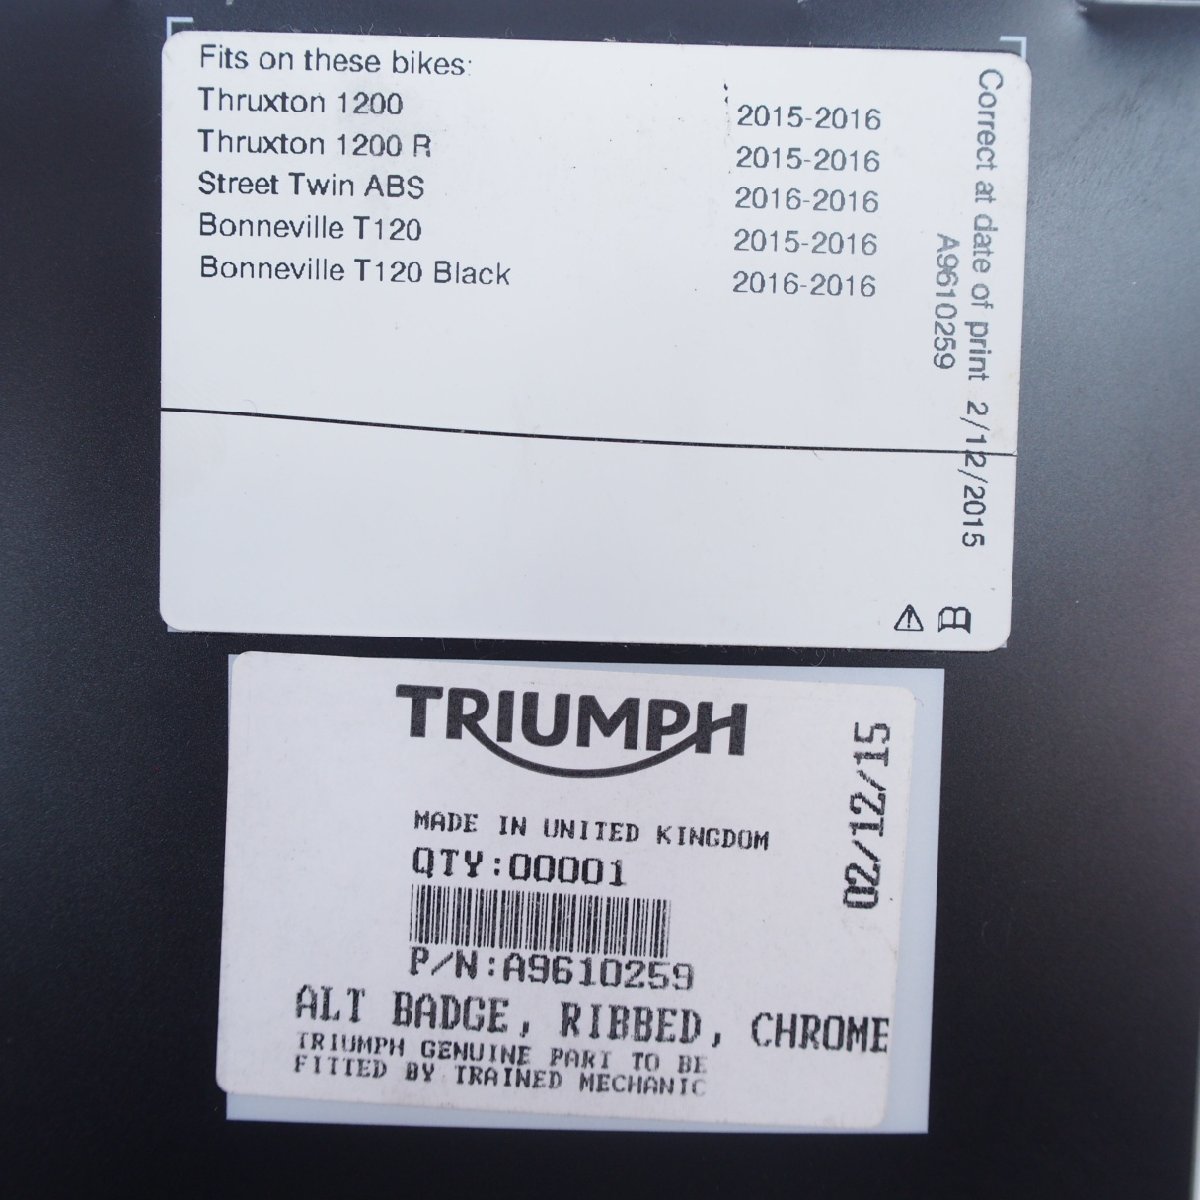 Fits on these bikes:
Thruxton 1200 2015-2016
Thruxton 1200 R 2015-2016
Street Twin ABS 2016-2016
Bonneville T120 2015-2016
Bonneville T120 Black 2016-2016
Correct at date of print 2/12/2015
A9610259
TRIUMPH
02/12/15
MADE IN UNITED KINGDOM
QTY:00001
P/N:A9610259
ALT BADGE, RIBBED, CHROME
TRIUMPH GENUINE PART TO BE
FITTED BY TRAINED MECHANIC